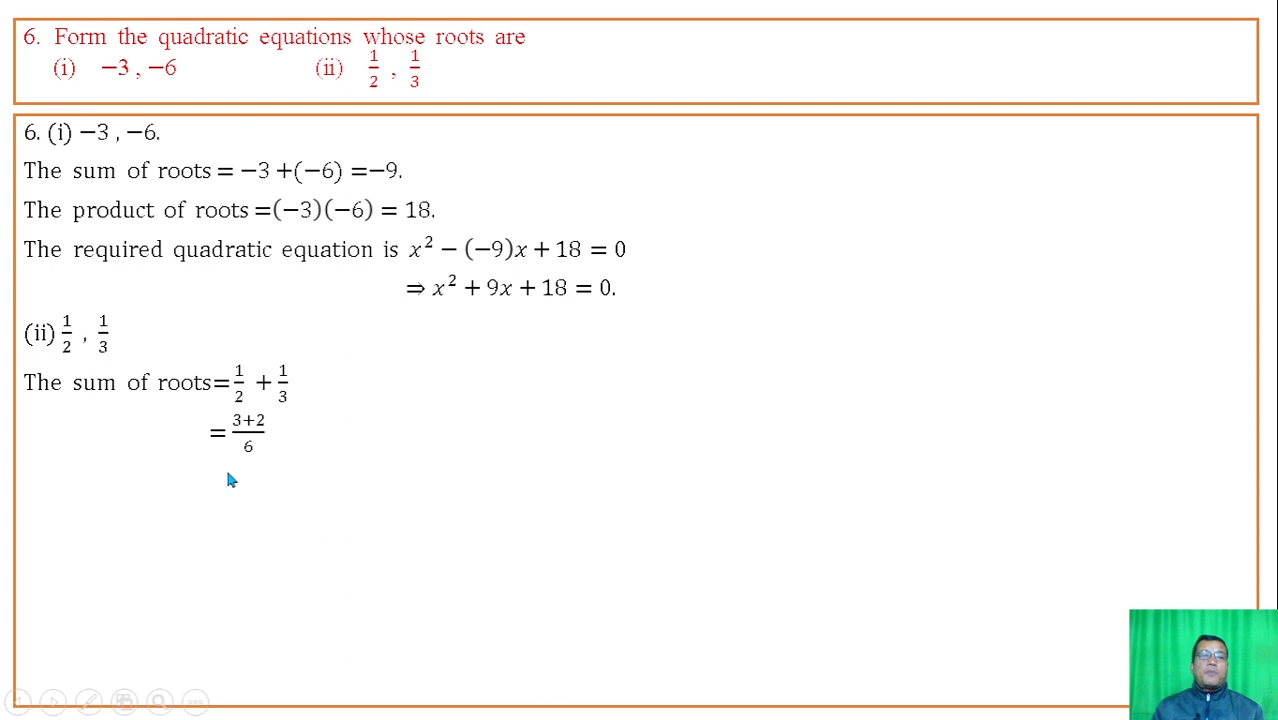 6. Form the quadratic equations whose roots are
(i) −3 , −6 (ii) 1/2 , 1/3
6. (i) −3 , −6.
The sum of roots = −3 +(−6) =−9.
The product of roots =(−3)(−6) = 18.
The required quadratic equation is x² − (−9)x + 18 = 0
⇒ x² + 9x + 18 = 0.
(ii) 1/2 , 1/3
The sum of roots= 1/2 + 1/3
= 3+2/6